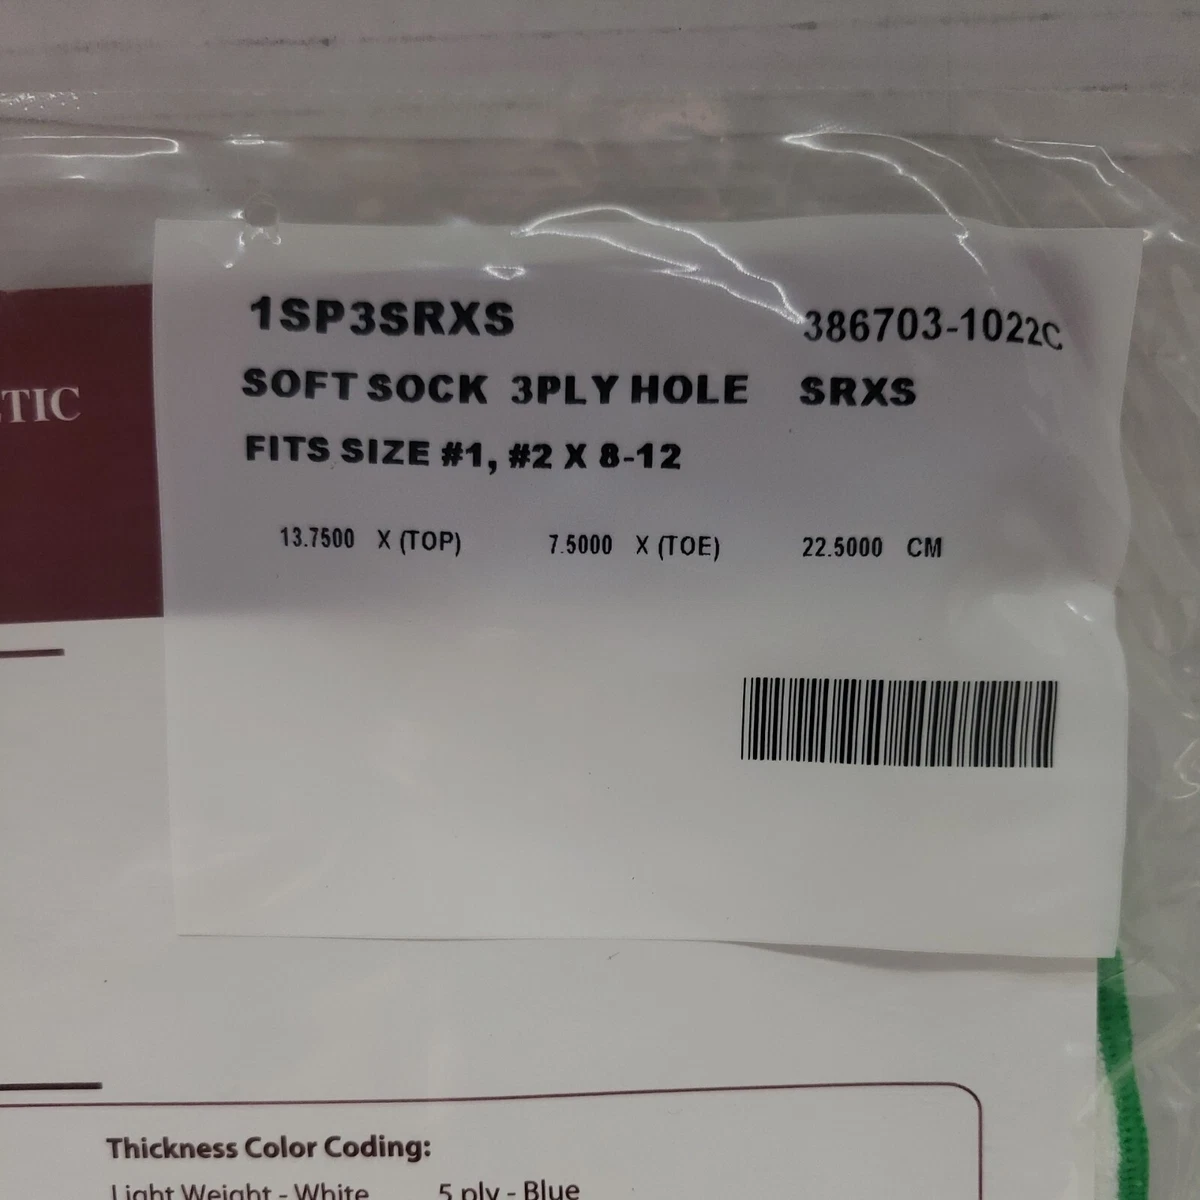 1SP3SRXS 386703-1022C
SOFT SOCK 3PLY HOLE SRXS
FITS SIZE #1, #2 X 8-12
13.7500 X (TOP) 7.5000 X (TOE) 22.5000 CM
TIC
Thickness Color Coding:
Light Weight - White 5 ply - Blue